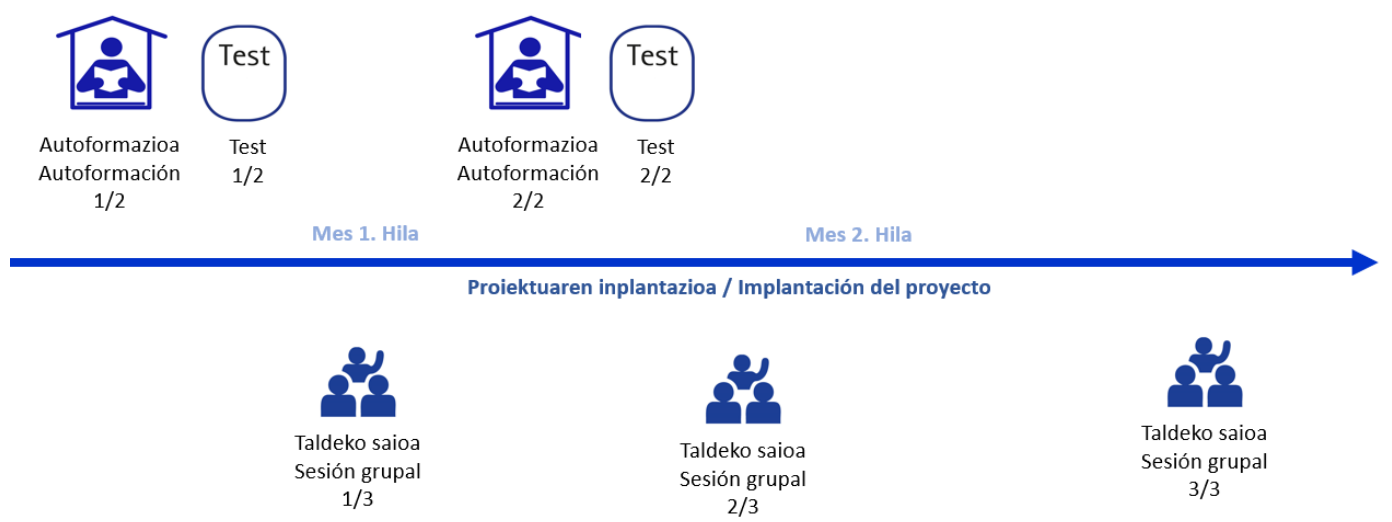 Test
Test
Autoformazioa
Autoformación
1/2
Test
1/2
Autoformazioa
Autoformación
2/2
Test
2/2
Mes 1. Hila
Mes 2. Hila
Proiektuaren inplantazioa / Implantación del proyecto
Taldeko saioa
Sesión grupal
1/3
Taldeko saioa
Sesión grupal
2/3
Taldeko saioa
Sesión grupal
3/3